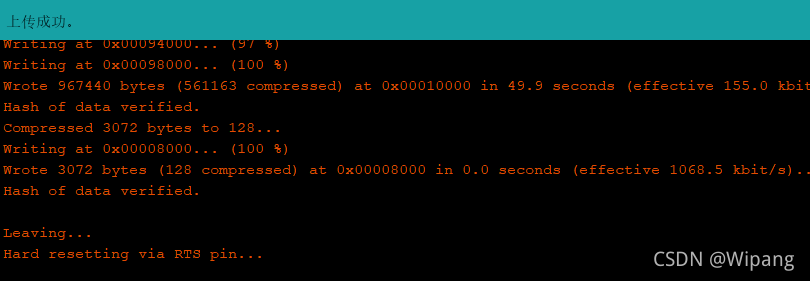 上传成功。
Writing at 0x00094000... (97 %)
Writing at 0x00098000... (100 %)
Wrote 967440 bytes (561163 compressed) at 0x00010000 in 49.9 seconds (effective 155.0 kbit
Hash of data verified.
Compressed 3072 bytes to 128...
Writing at 0x00008000... (100 %)
Wrote 3072 bytes (128 compressed) at 0x00008000 in 0.0 seconds (effective 1068.5 kbit/s)..
Hash of data verified.
Leaving...
Hard resetting via RTS pin...
CSDN @Wipang